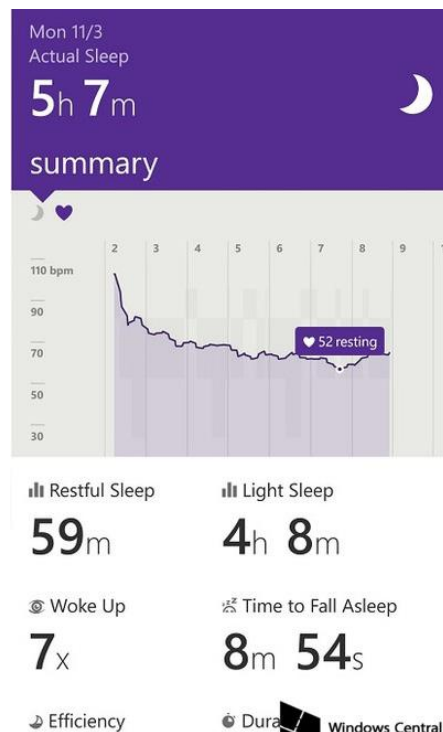 Mon 11/3
Actual Sleep
5h 7m
summary
2 3 4 5 6 7 8 9
110 bpm
90
70
52 resting
50
30
Restful Sleep Light Sleep
59m 4h 8m
Woke Up Time to Fall Asleep
7x 8m 54s
Efficiency Dura
Windows Central